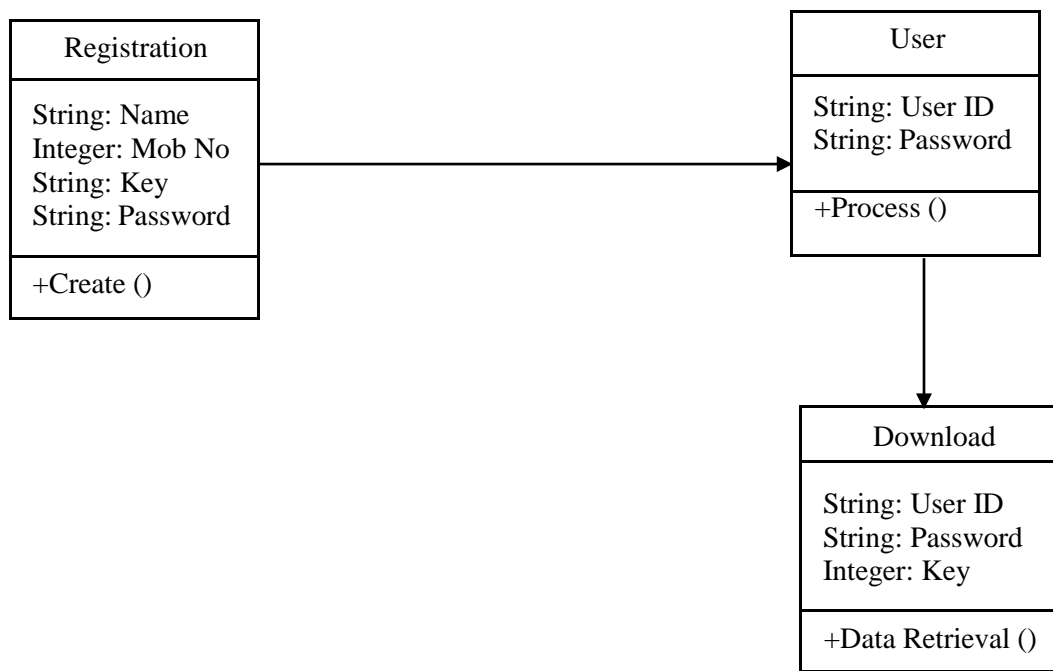 Registration
String: Name
Integer: Mob No
String: Key
String: Password
+Create ()
User
String: User ID
String: Password
+Process ()
Download
String: User ID
String: Password
Integer: Key
+Data Retrieval ()